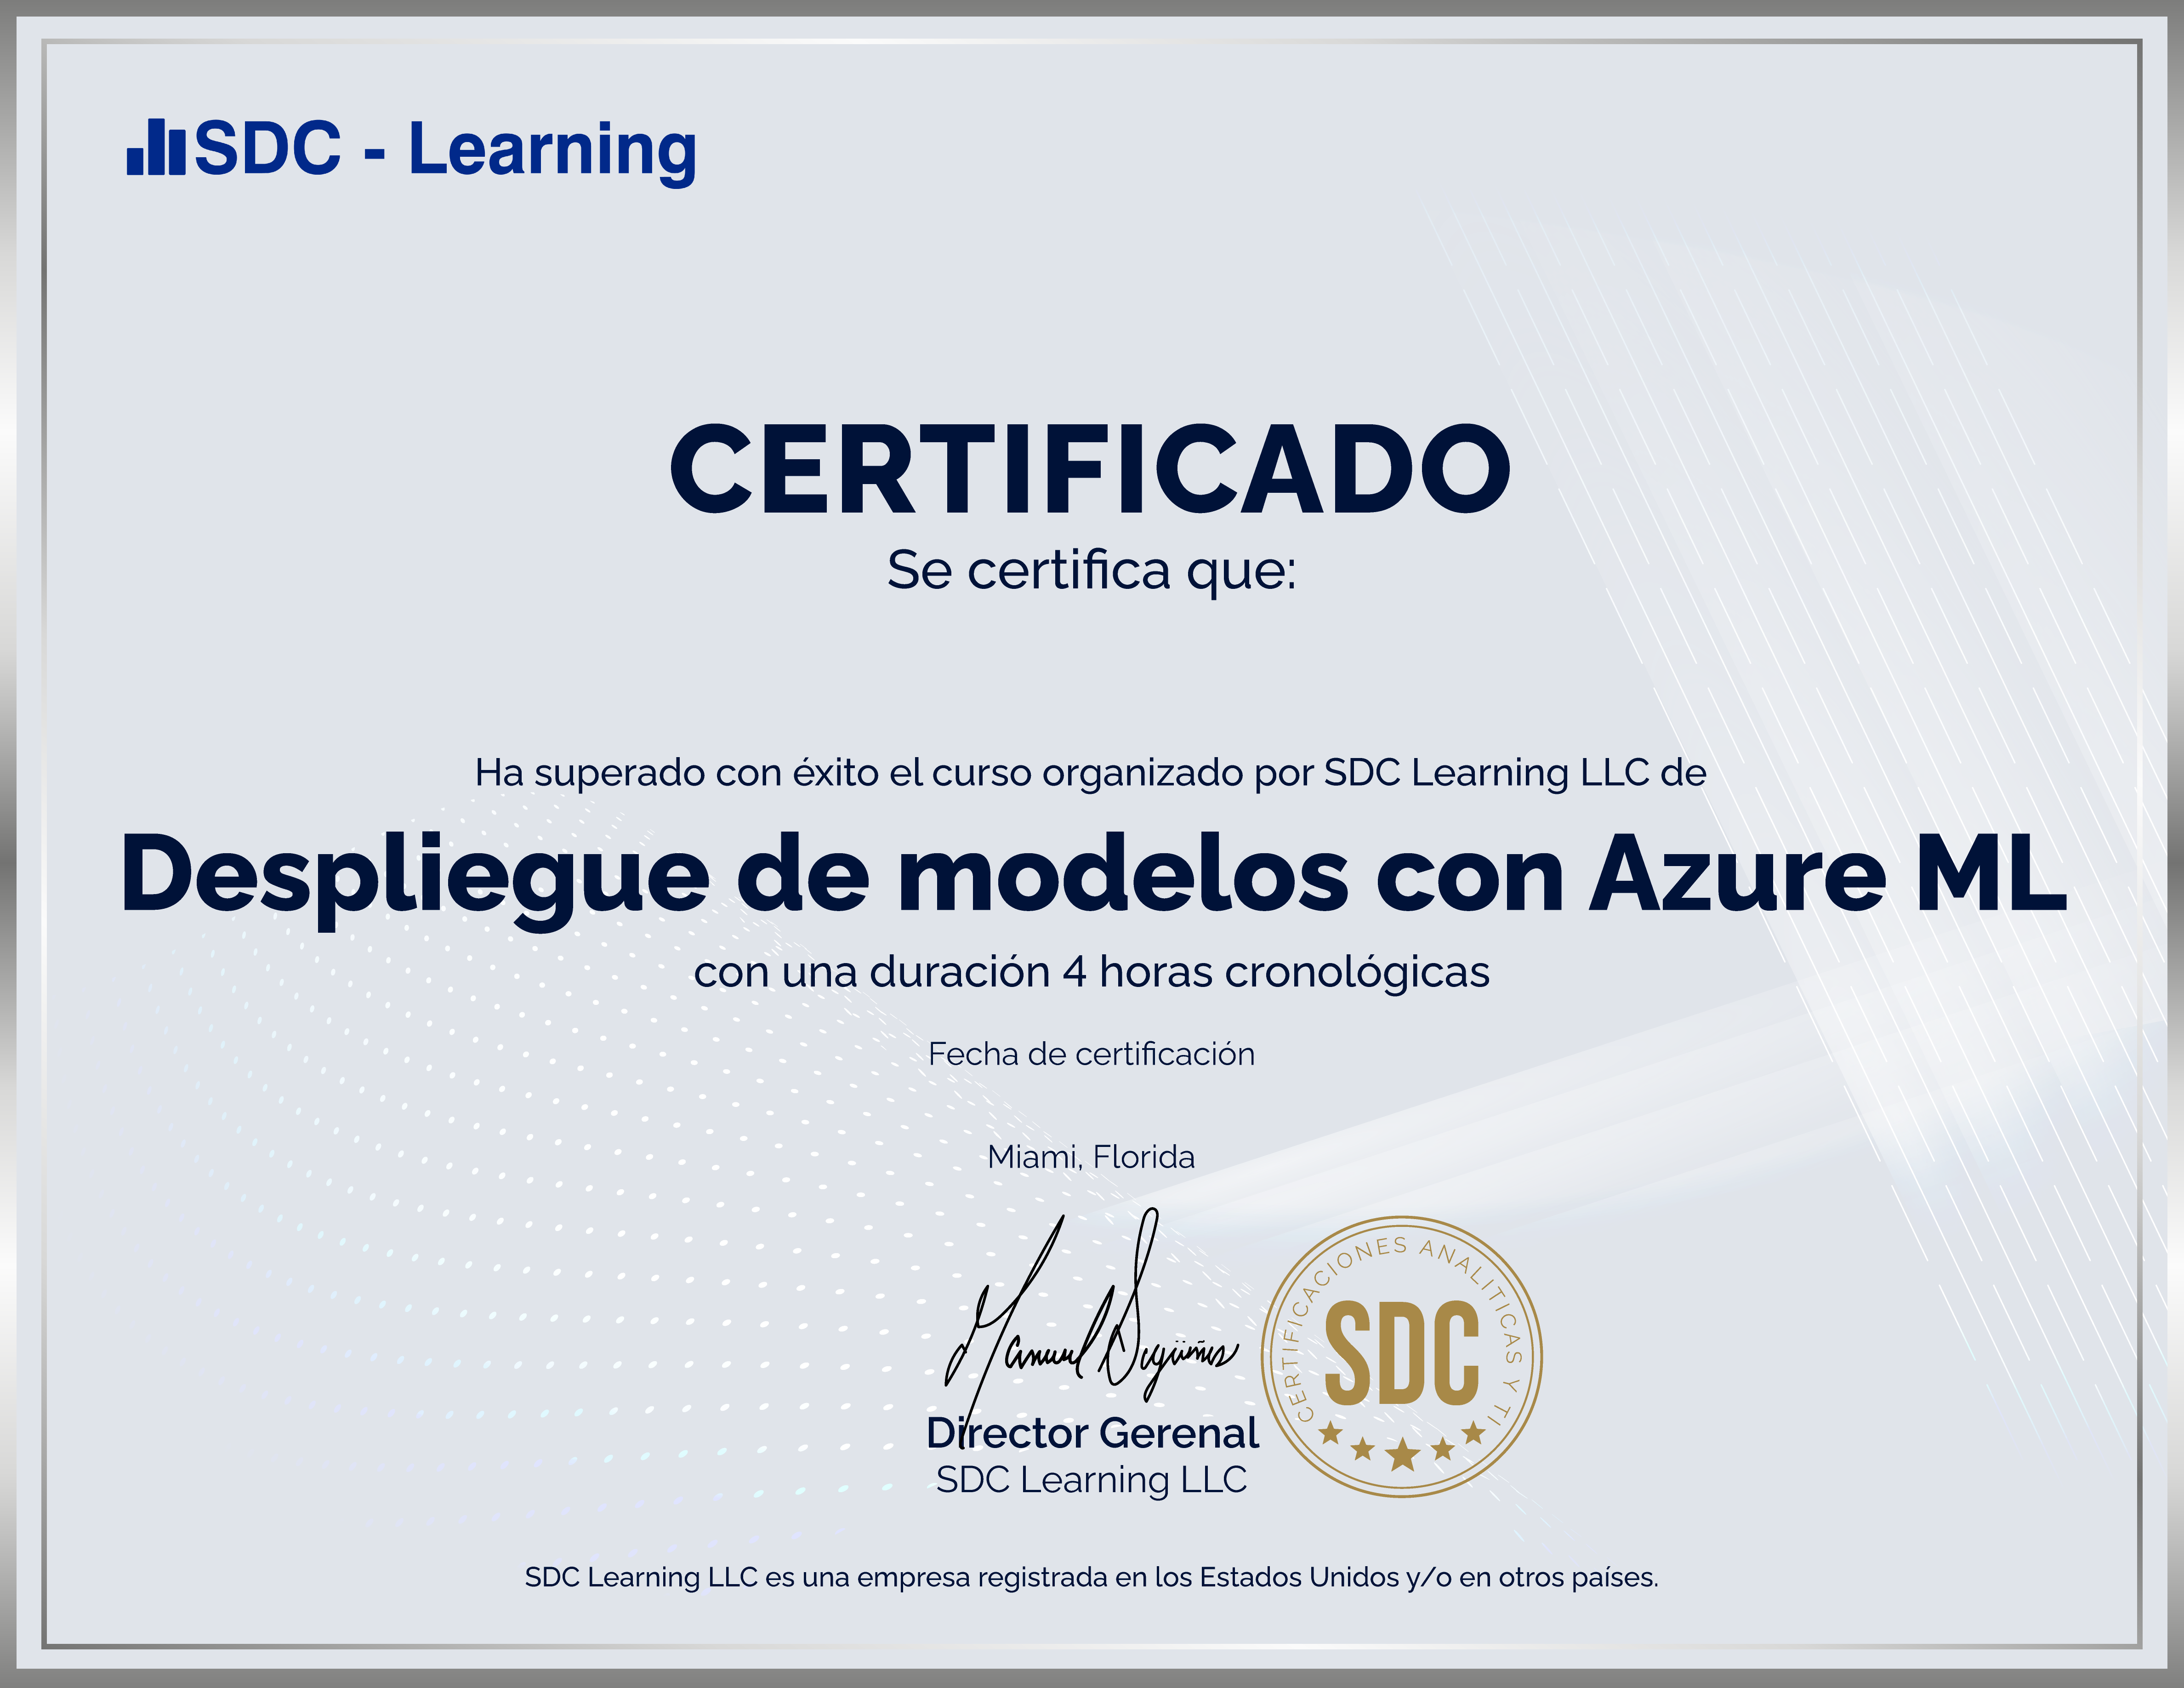 SDC - Learning
CERTIFICADO
Se certifica que:
Ha superado con éxito el curso organizado por SDC Learning LLC de
Despliegue de modelos con Azure ML
con una duración 4 horas cronológicas
Fecha de certificación
Miami, Florida
CERTIFICACIONES ANALITICAS Y TI
SDC
Director Gerenal
SDC Learning LLC
SDC Learning LLC es una empresa registrada en los Estados Unidos y/o en otros países.